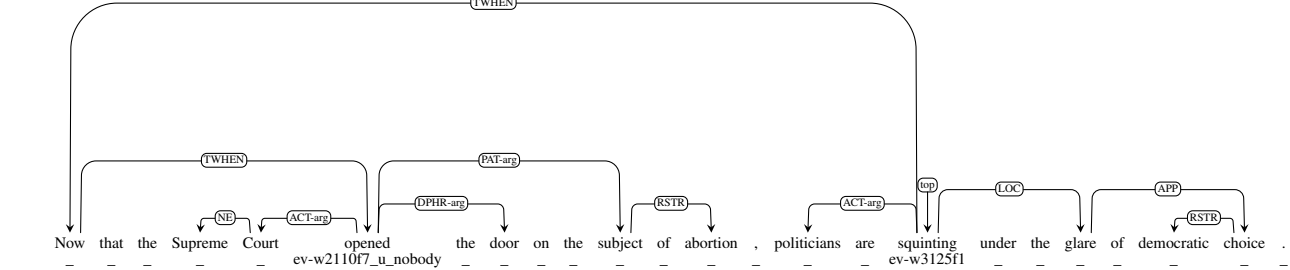 TWHEN
TWHEN PAT-arg
top LOC APP
DPHR-arg RSTR ACT-arg
NE ACT-arg RSTR
Now that the Supreme Court opened the door on the subject of abortion , politicians are squinting under the glare of democratic choice .
_ _ _ _ _ ev-w2110f7_u_nobody _ _ _ _ _ _ _ _ _ _ ev-w3125f1 _ _ _ _ _ _ _